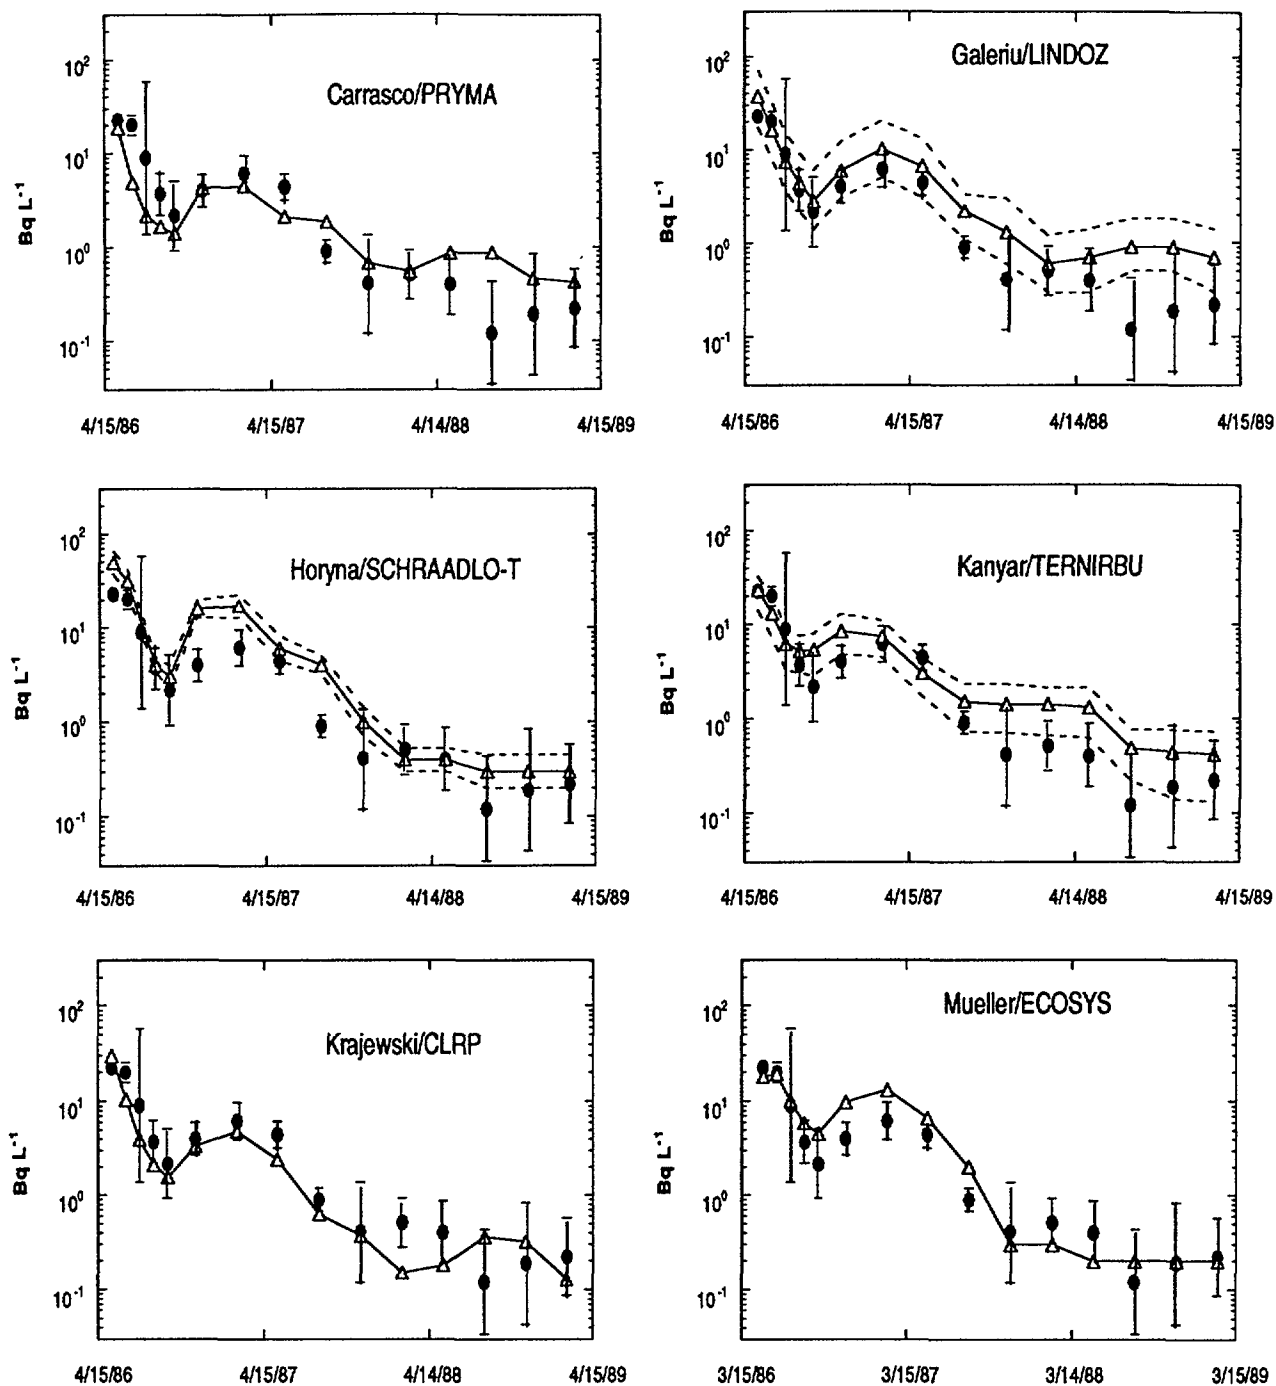 Carrasco/PRYMA
Bq L⁻¹
10²
10¹
10⁰
10⁻¹
4/15/86 4/15/87 4/14/88 4/15/89
Galeriu/LINDOZ
Bq L⁻¹
10²
10¹
10⁰
10⁻¹
4/15/86 4/15/87 4/14/88 4/15/89
Horyna/SCHRAADLO-T
Bq L⁻¹
10²
10¹
10⁰
10⁻¹
4/15/86 4/15/87 4/14/88 4/15/89
Kanyar/TERNIRBU
Bq L⁻¹
10²
10¹
10⁰
10⁻¹
4/15/86 4/15/87 4/14/88 4/15/89
Krajewski/CLRP
Bq L⁻¹
10²
10¹
10⁰
10⁻¹
4/15/86 4/15/87 4/14/88 4/15/89
Mueller/ECOSYS
Bq L⁻¹
10²
10¹
10⁰
10⁻¹
3/15/86 3/15/87 3/14/88 3/15/89